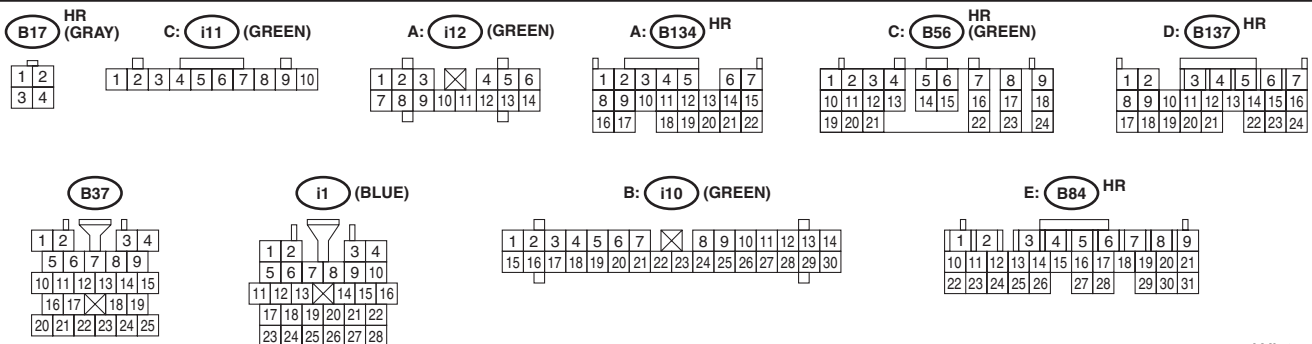 B17 HR (GRAY)
C: i11 (GREEN)
A: i12 (GREEN)
A: B134 HR
C: B56 HR (GREEN)
D: B137 HR
1 2
3 4
1 2 3 4 5 6 7 8 9 10
1 2 3 4 5 6
7 8 9 10 11 12 13 14
1 2 3 4 5 6 7
8 9 10 11 12 13 14 15
16 17 18 19 20 21 22
1 2 3 4 5 6 7 8 9
10 11 12 13 14 15 16 17 18
19 20 21 22 23 24
1 2 3 4 5 6 7
8 9 10 11 12 13 14 15 16
17 18 19 20 21 22 23 24
B37
i1 (BLUE)
B: i10 (GREEN)
E: B84 HR
1 2 3 4
5 6 7 8 9
10 11 12 13 14 15
16 17 18 19
20 21 22 23 24 25
1 2 3 4
5 6 7 8 9 10
11 12 13 14 15 16
17 18 19 20 21 22
23 24 25 26 27 28
1 2 3 4 5 6 7 8 9 10 11 12 13 14
15 16 17 18 19 20 21 22 23 24 25 26 27 28 29 30
1 2 3 4 5 6 7 8 9
10 11 12 13 14 15 16 17 18 19 20 21
22 23 24 25 26 27 28 29 30 31